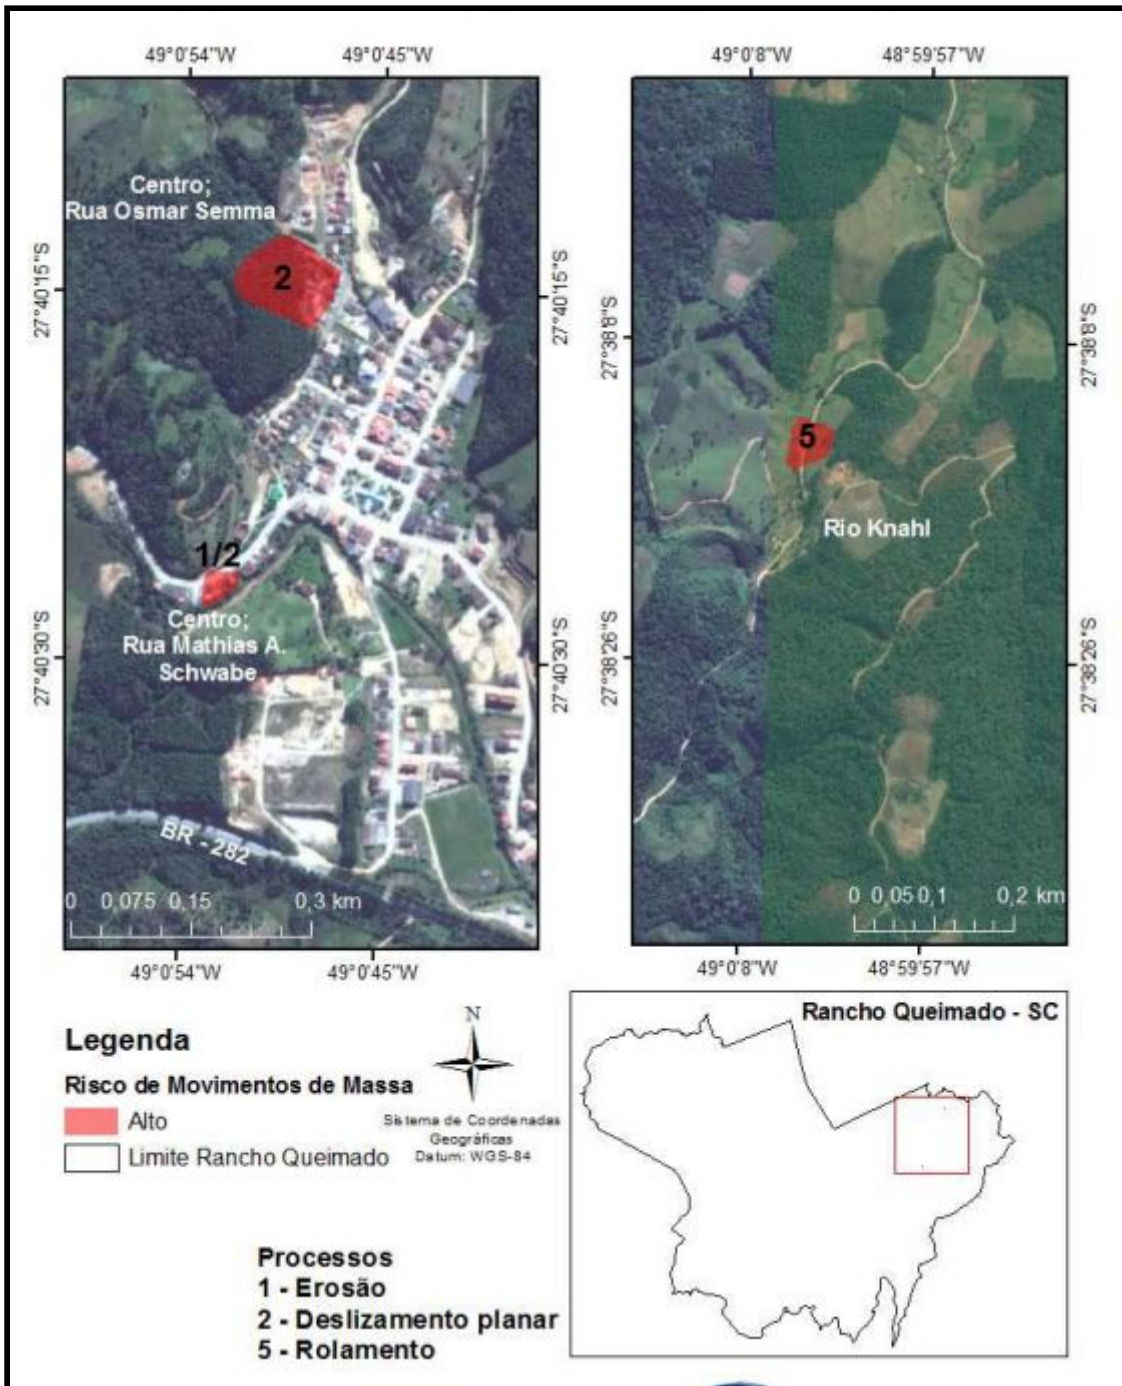 49°0'54"W 49°0'45"W
49°0'8"W 48°59'57"W
Centro;
Rua Osmar Semma
2
27°40'15"S
27°40'15"S
27°38'8"S
27°38'8"S
5
Rio Knahl
1/2
Centro;
Rua Mathias A.
Schwabe
27°40'30"S
27°40'30"S
27°38'26"S
27°38'26"S
BR - 282
0 0,075 0,15 0,3 km
0 0,05 0,1 0,2 km
49°0'54"W 49°0'45"W
49°0'8"W 48°59'57"W
Legenda
Risco de Movimentos de Massa
Alto
Limite Rancho Queimado
N
Sistema de Coordenadas
Geográficas
Datum: WGS-84
Rancho Queimado - SC
Processos
1 - Erosão
2 - Deslizamento planar
5 - Rolamento